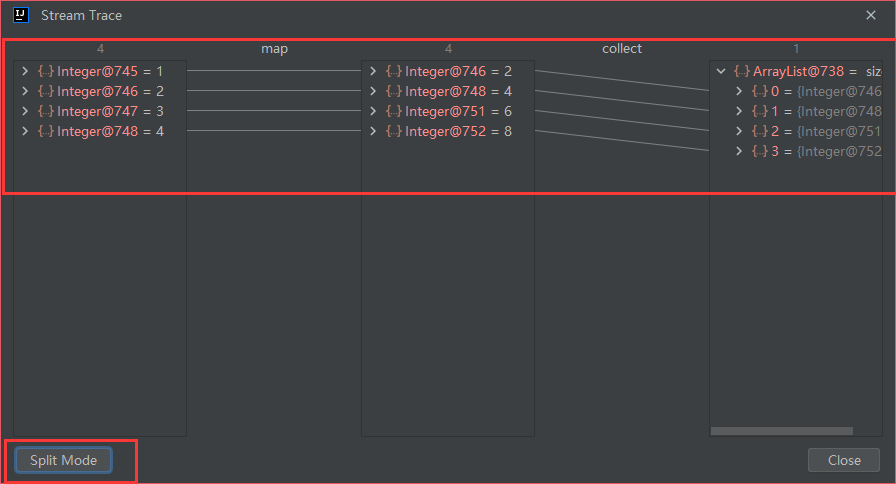 IJ
Stream Trace
4 map 4 collect 1
{...} Integer@745 = 1
{...} Integer@746 = 2
{...} Integer@747 = 3
{...} Integer@748 = 4
{...} Integer@746 = 2
{...} Integer@748 = 4
{...} Integer@751 = 6
{...} Integer@752 = 8
{...} ArrayList@738 = siz
{...} 0 = {Integer@746
{...} 1 = {Integer@748
{...} 2 = {Integer@751
{...} 3 = {Integer@752
Split Mode
Close